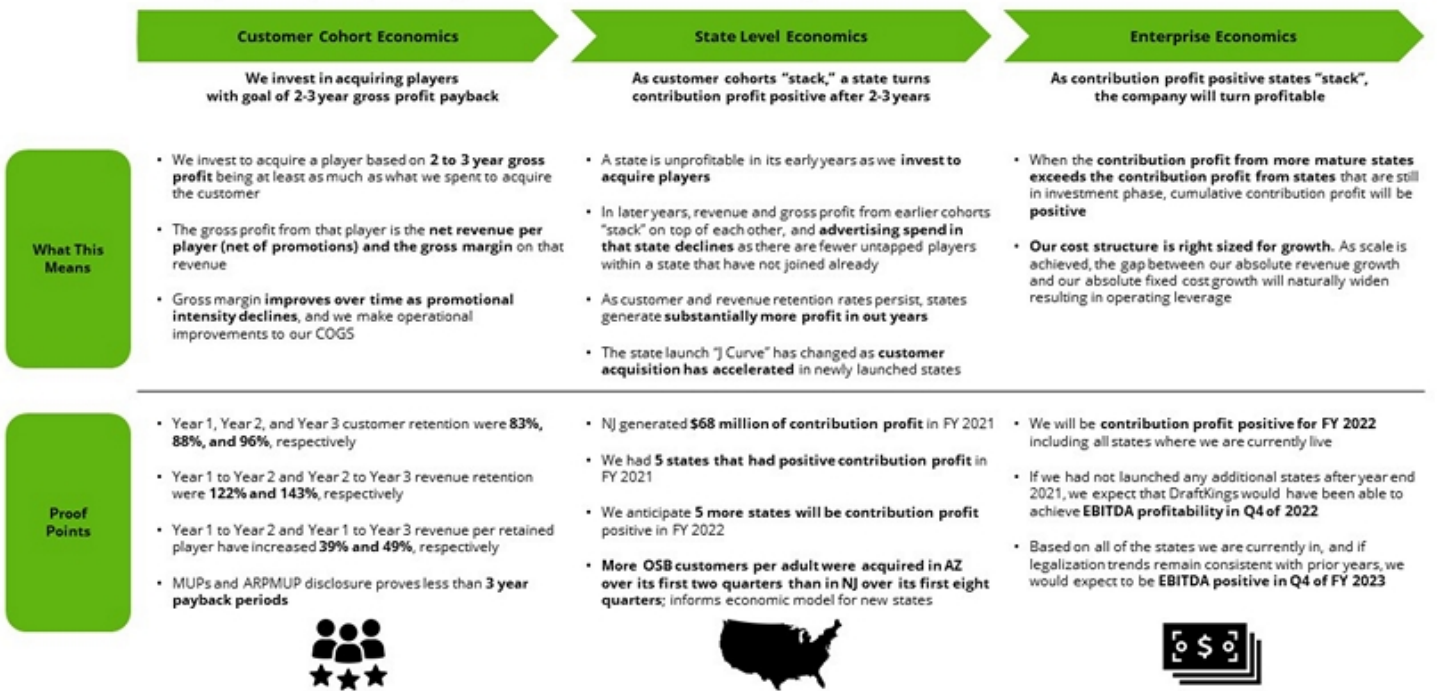 Customer Cohort Economics
State Level Economics
Enterprise Economics
We invest in acquiring players
with goal of 2-3 year gross profit payback
As customer cohorts “stack,” a state turns
contribution profit positive after 2-3 years
As contribution profit positive states “stack”,
the company will turn profitable
What This
Means
• We invest to acquire a player based on 2 to 3 year gross
profit being at least as much as what we spent to acquire
the customer
• The gross profit from that player is the net revenue per
player (net of promotions) and the gross margin on that
revenue
• Gross margin improves over time as promotional
intensity declines, and we make operational
improvements to our COGS
• A state is unprofitable in its early years as we invest to
acquire players
• In later years, revenue and gross profit from earlier cohorts
“stack” on top of each other, and advertising spend in
that state declines as there are fewer untapped players
within a state that have not joined already
• As customer and revenue retention rates persist, states
generate substantially more profit in out years
• The state launch “J Curve” has changed as customer
acquisition has accelerated in newly launched states
• When the contribution profit from more mature states
exceeds the contribution profit from states that are still
in investment phase, cumulative contribution profit will be
positive
• Our cost structure is right sized for growth. As scale is
achieved, the gap between our absolute revenue growth
and our absolute fixed cost growth will naturally widen
resulting in operating leverage
Proof
Points
• Year 1, Year 2, and Year 3 customer retention were 83%,
88%, and 96%, respectively
• Year 1 to Year 2 and Year 2 to Year 3 revenue retention
were 122% and 143%, respectively
• Year 1 to Year 2 and Year 1 to Year 3 revenue per retained
player have increased 39% and 49%, respectively
• MUPs and ARPMUP disclosure proves less than 3 year
payback periods
• NJ generated $68 million of contribution profit in FY 2021
• We had 5 states that had positive contribution profit in
FY 2021
• We anticipate 5 more states will be contribution profit
positive in FY 2022
• More OSB customers per adult were acquired in AZ
over its first two quarters than in NJ over its first eight
quarters; informs economic model for new states
• We will be contribution profit positive for FY 2022
including all states where we are currently live
• If we had not launched any additional states after year end
2021, we expect that DraftKings would have been able to
achieve EBITDA profitability in Q4 of 2022
• Based on all of the states we are currently in, and if
legalization trends remain consistent with prior years, we
would expect to be EBITDA positive in Q4 of FY 2023
$